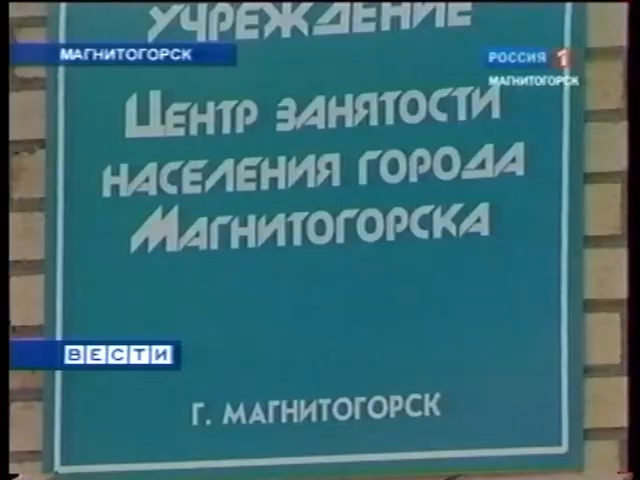 УЧРЕЖДЕНИЕ
МАГНИТОГОРСК
РОССИЯ 1
МАГНИТОГОРСК
ЦЕНТР ЗАНЯТОСТИ
НАСЕЛЕНИЯ ГОРОДА
МАГНИТОГОРСКА
ВЕСТИ
Г. МАГНИТОГОРСК